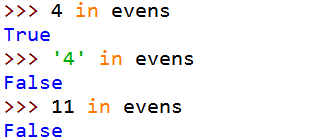 >>> 4 in evens
True
>>> '4' in evens
False
>>> 11 in evens
False